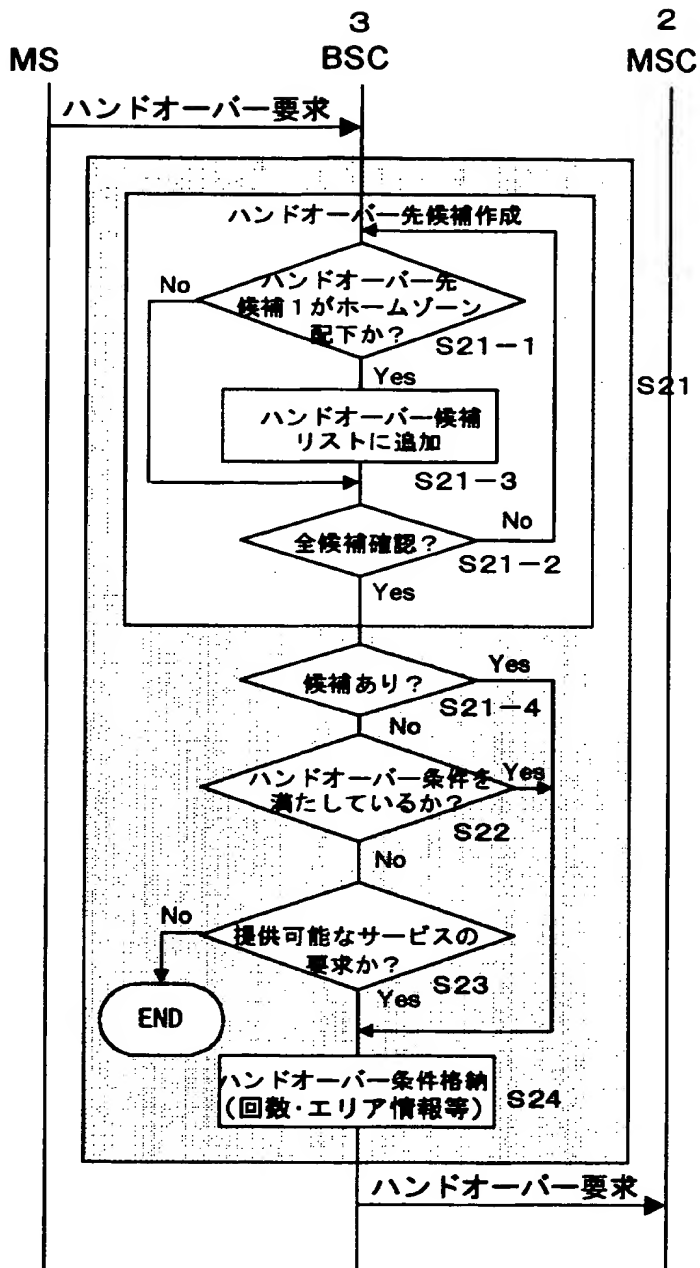 3
2
MS
BSC
MSC
ハンドオーバー要求
ハンドオーバー先候補作成
ハンドオーバー先
候補1がホームゾーン
配下か?
No
S21-1
Yes
S21
ハンドオーバー候補
リストに追加
S21-3
全候補確認?
No
S21-2
Yes
候補あり?
Yes
S21-4
No
ハンドオーバー条件を
満たしているか?
Yes
S22
No
提供可能なサービスの
要求か?
No
S23
Yes
END
ハンドオーバー条件格納
(回数・エリア情報等)
S24
ハンドオーバー要求